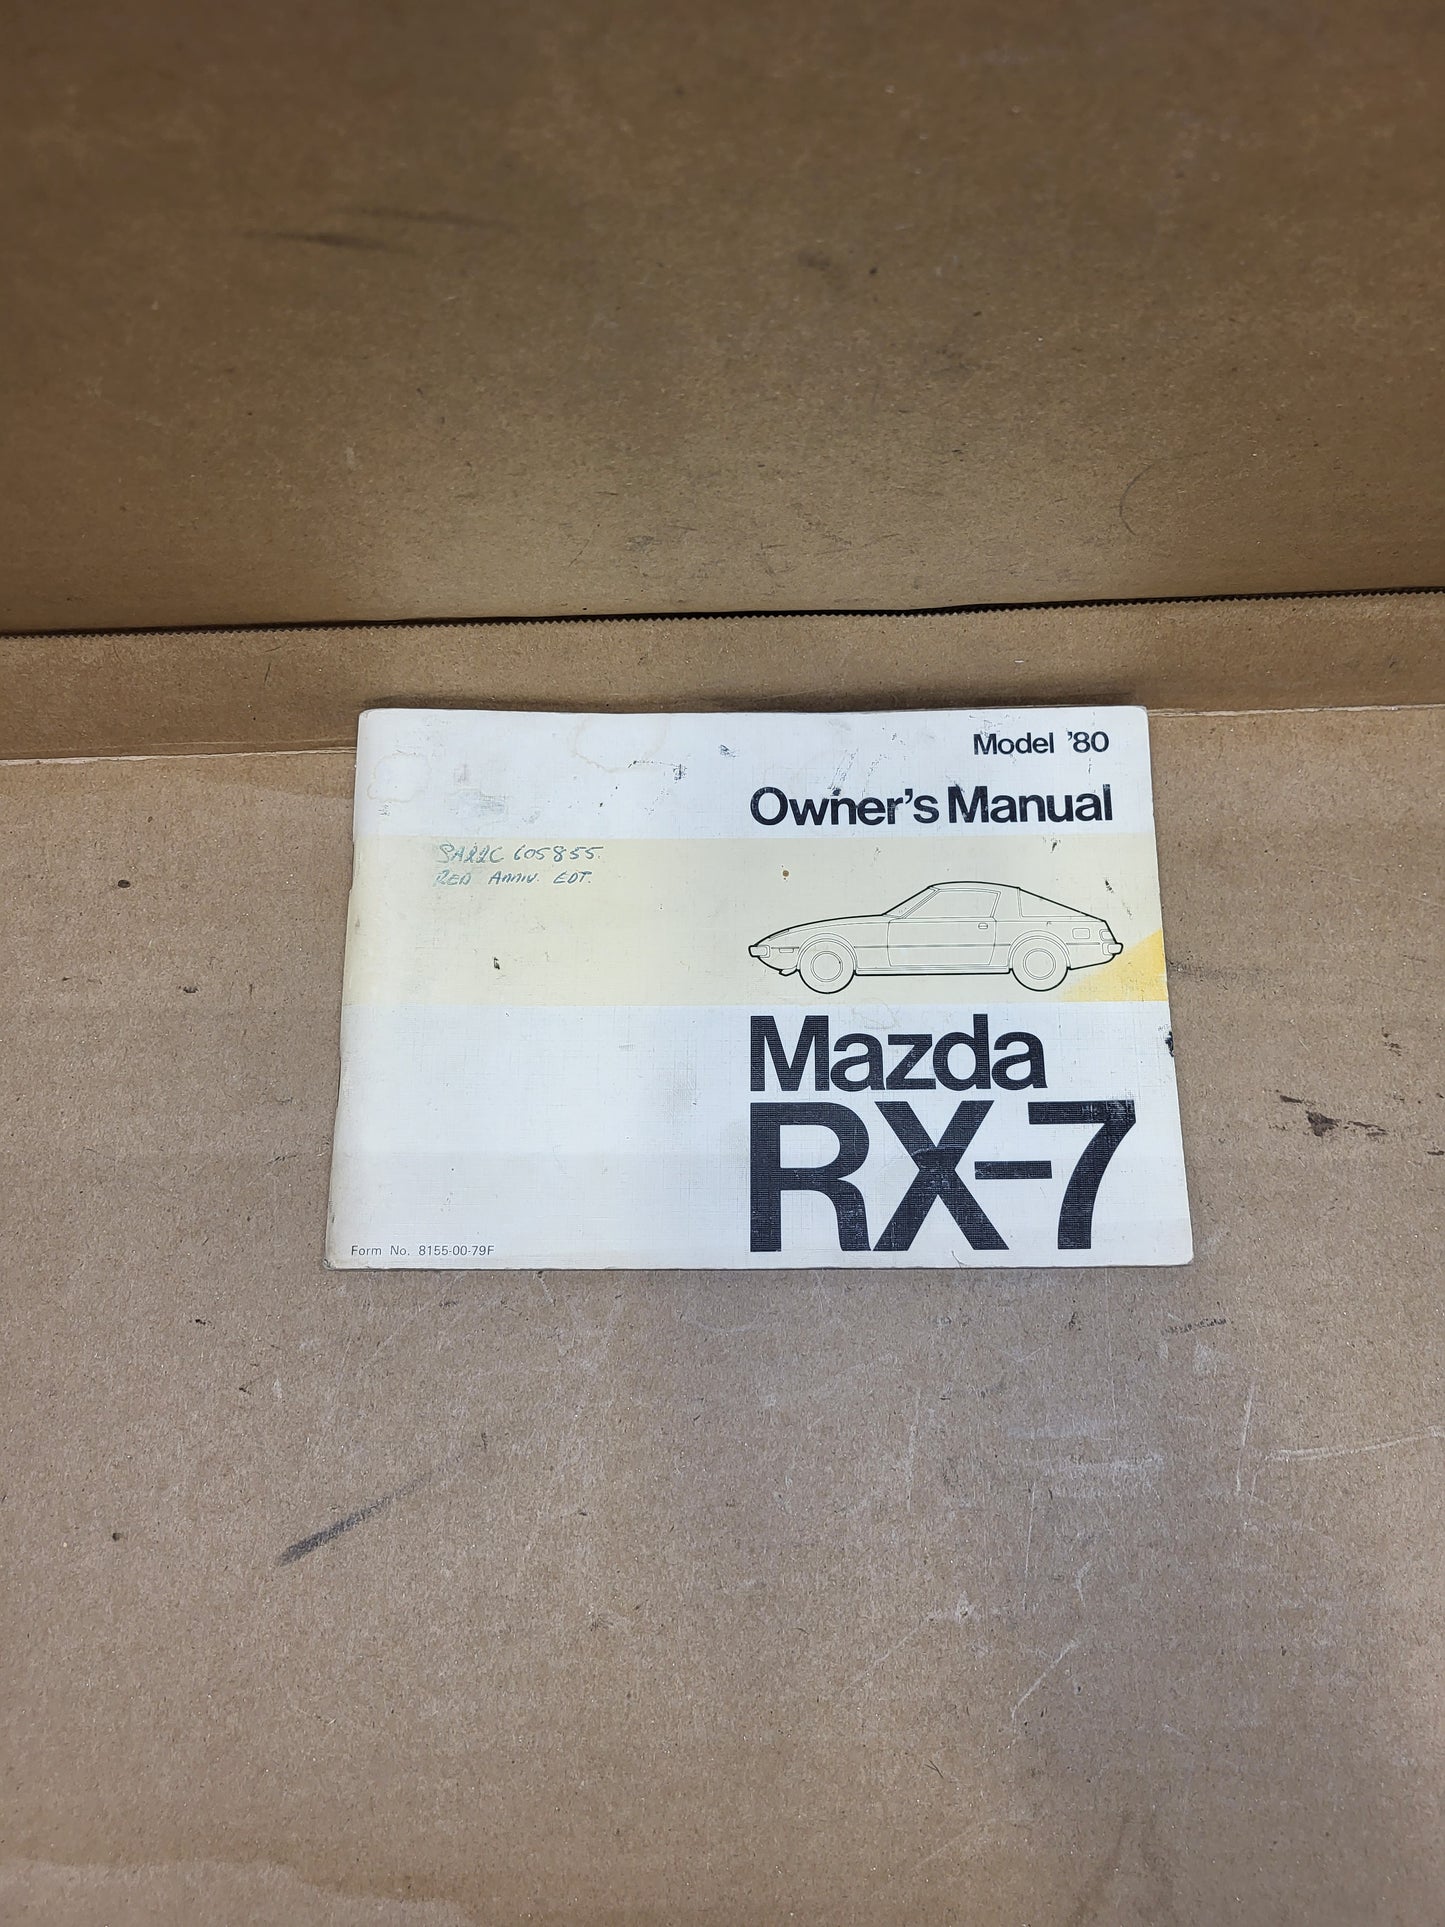 Model '80
Owner's Manual
SA22C 605855.
RED ANNIV. EDT.
Mazda
RX-7
Form No. 8155-00-79F